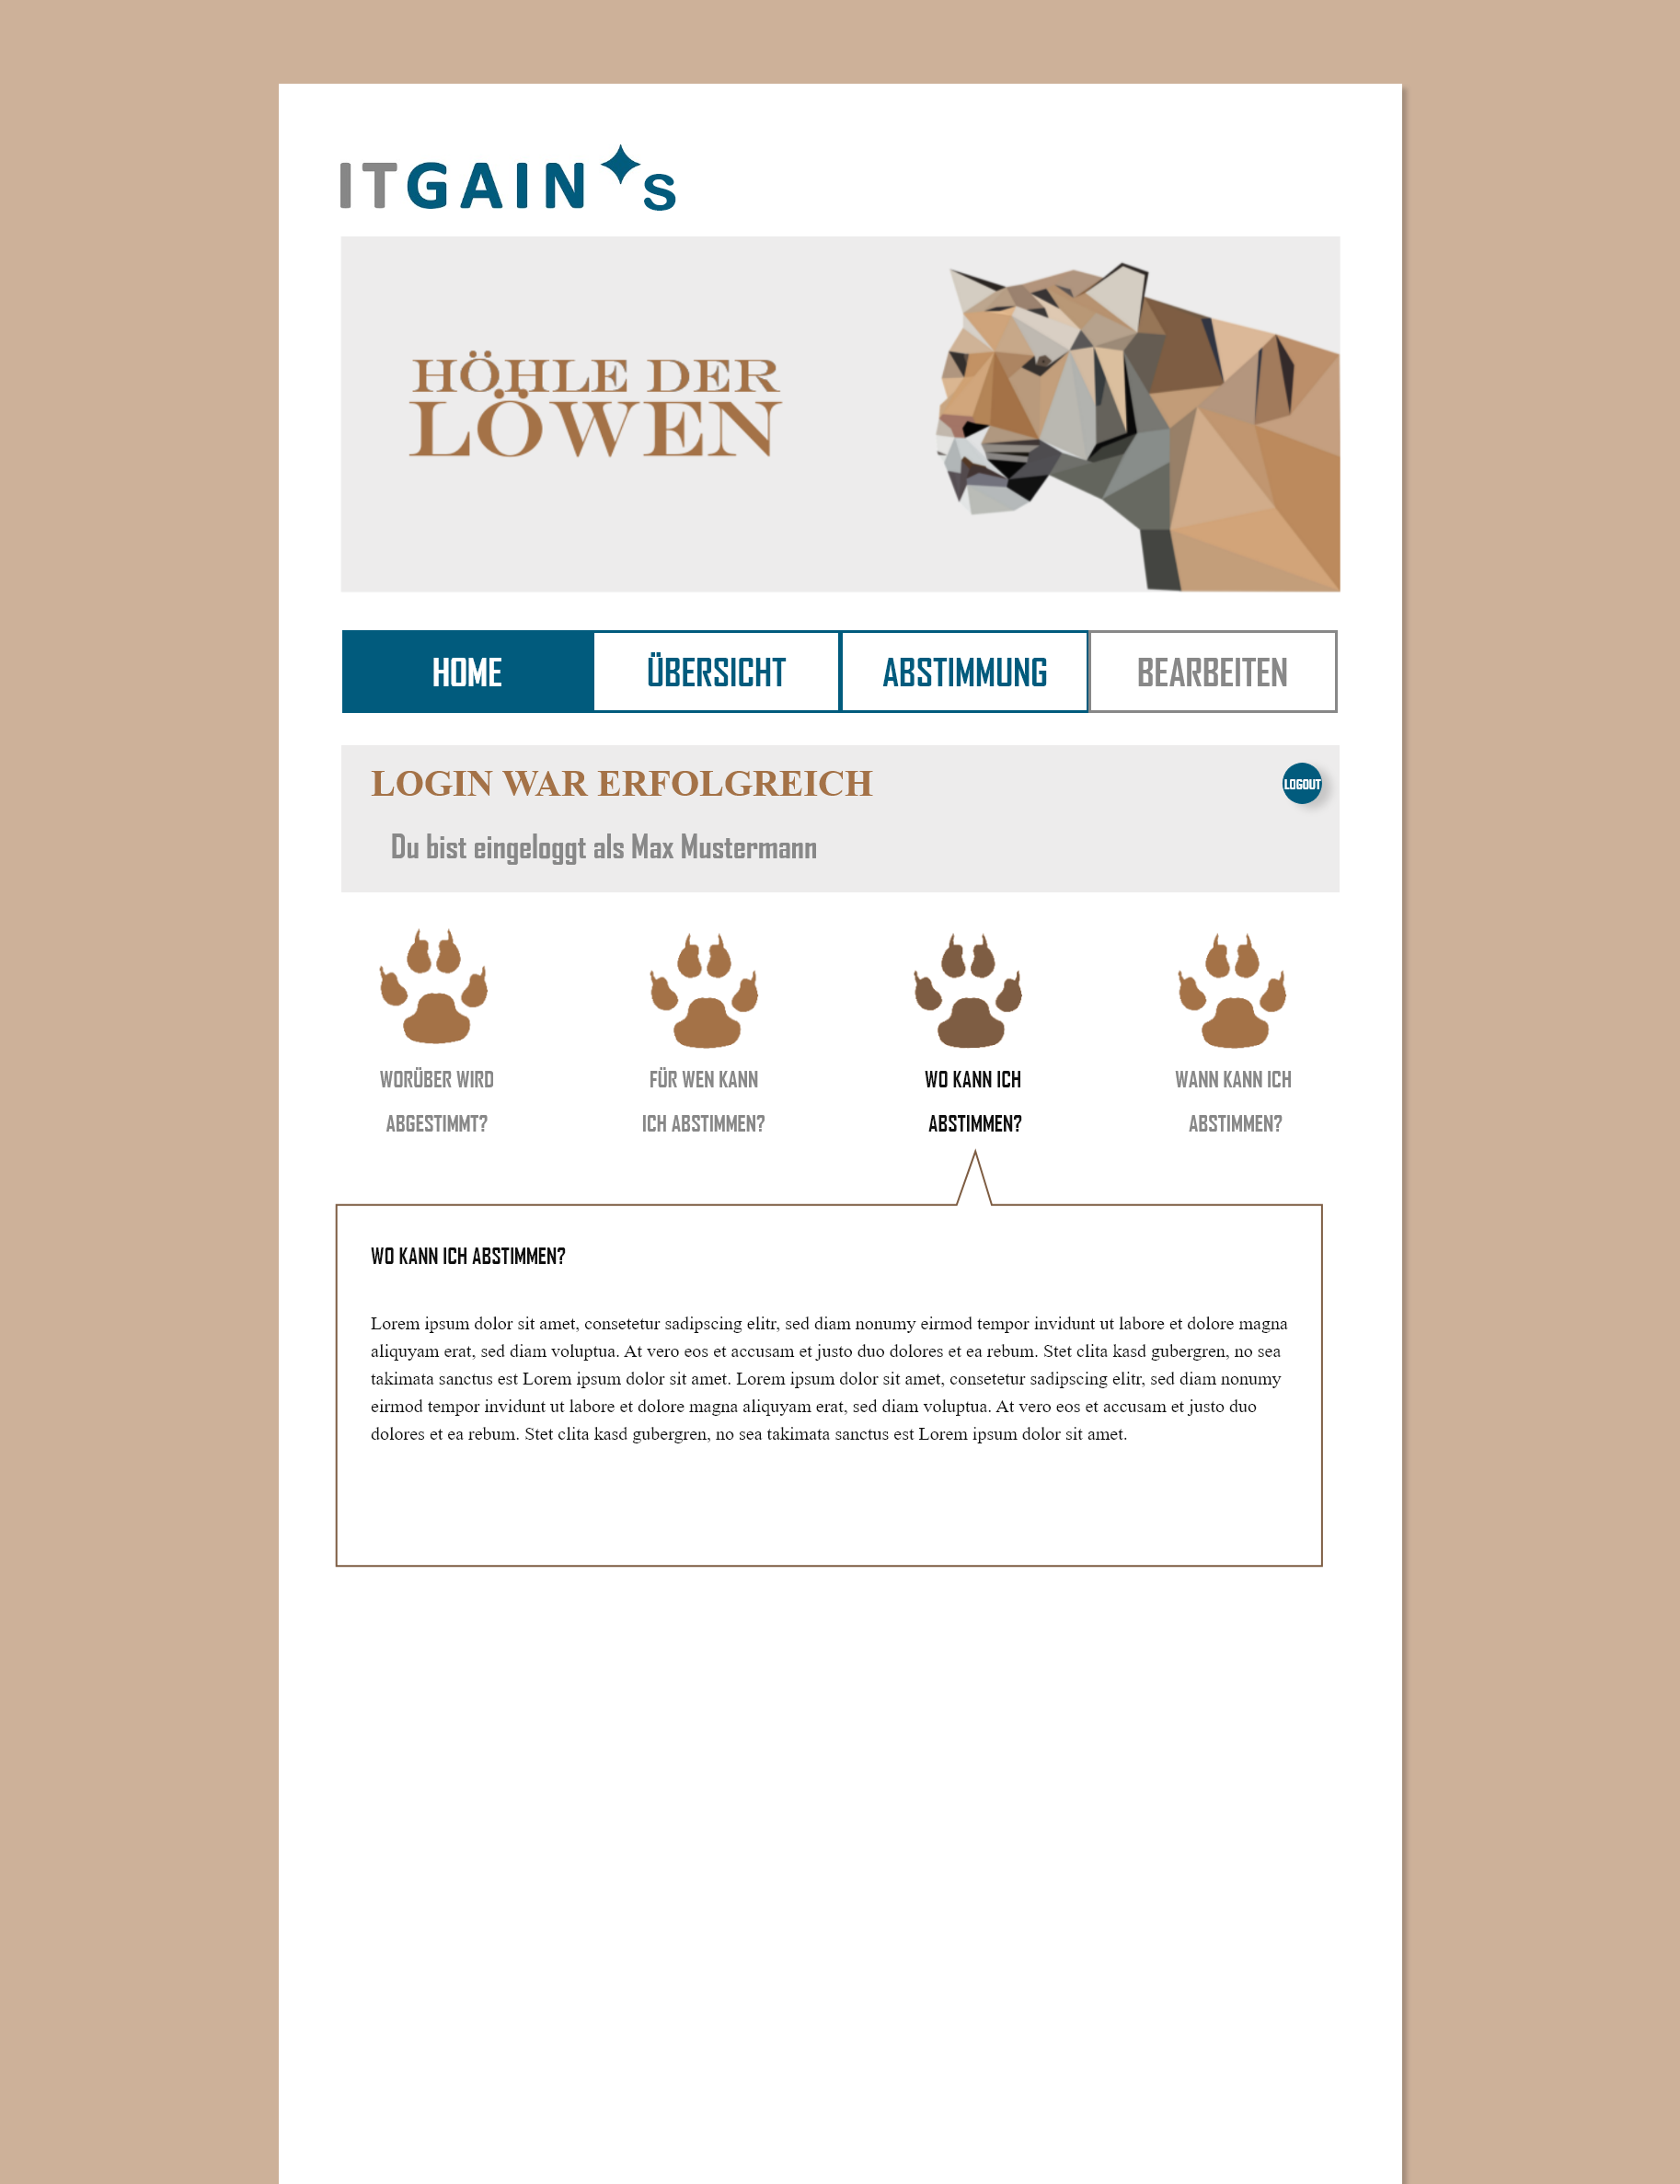 ITGAIN✦s
HÖHLE DER
LÖWEN
HOME
ÜBERSICHT
ABSTIMMUNG
BEARBEITEN
LOGIN WAR ERFOLGREICH
LOGOUT
Du bist eingeloggt als Max Mustermann
WORÜBER WIRD
ABGESTIMMT?
FÜR WEN KANN
ICH ABSTIMMEN?
WO KANN ICH
ABSTIMMEN?
WANN KANN ICH
ABSTIMMEN?
WO KANN ICH ABSTIMMEN?
Lorem ipsum dolor sit amet, consetetur sadipscing elitr, sed diam nonumy eirmod tempor invidunt ut labore et dolore magna
aliquyam erat, sed diam voluptua. At vero eos et accusam et justo duo dolores et ea rebum. Stet clita kasd gubergren, no sea
takimata sanctus est Lorem ipsum dolor sit amet. Lorem ipsum dolor sit amet, consetetur sadipscing elitr, sed diam nonumy
eirmod tempor invidunt ut labore et dolore magna aliquyam erat, sed diam voluptua. At vero eos et accusam et justo duo
dolores et ea rebum. Stet clita kasd gubergren, no sea takimata sanctus est Lorem ipsum dolor sit amet.